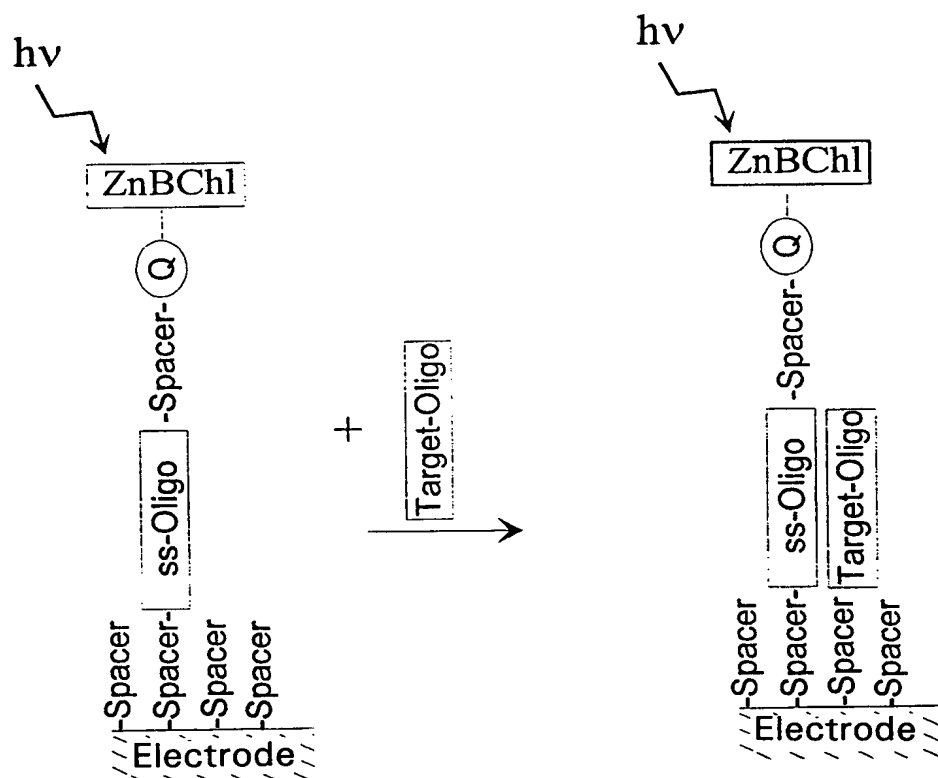 hν
ZnBChl
Q
-Spacer-
ss-Oligo
-Spacer
-Spacer-
-Spacer
-Spacer
Electrode
+
Target-Oligo
hν
ZnBChl
Q
-Spacer-
ss-Oligo
Target-Oligo
-Spacer
-Spacer-
-Spacer
-Spacer
Electrode